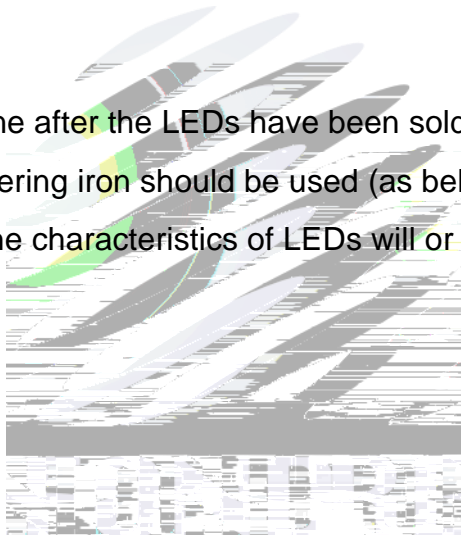 ne after the LEDs have been sold
ering iron should be used (as bel
ne characteristics of LEDs will or